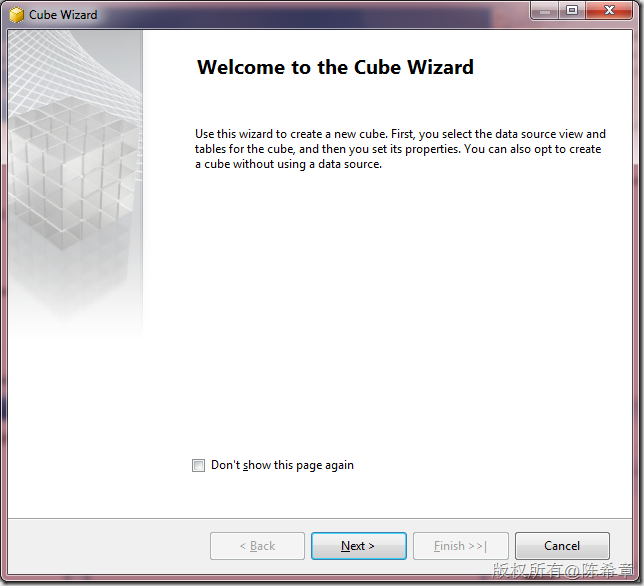 Cube Wizard
Welcome to the Cube Wizard
Use this wizard to create a new cube. First, you select the data source view and
tables for the cube, and then you set its properties. You can also opt to create
a cube without using a data source.
Don't show this page again
< Back
Next >
Finish >>|
Cancel
版权所有@陈希章